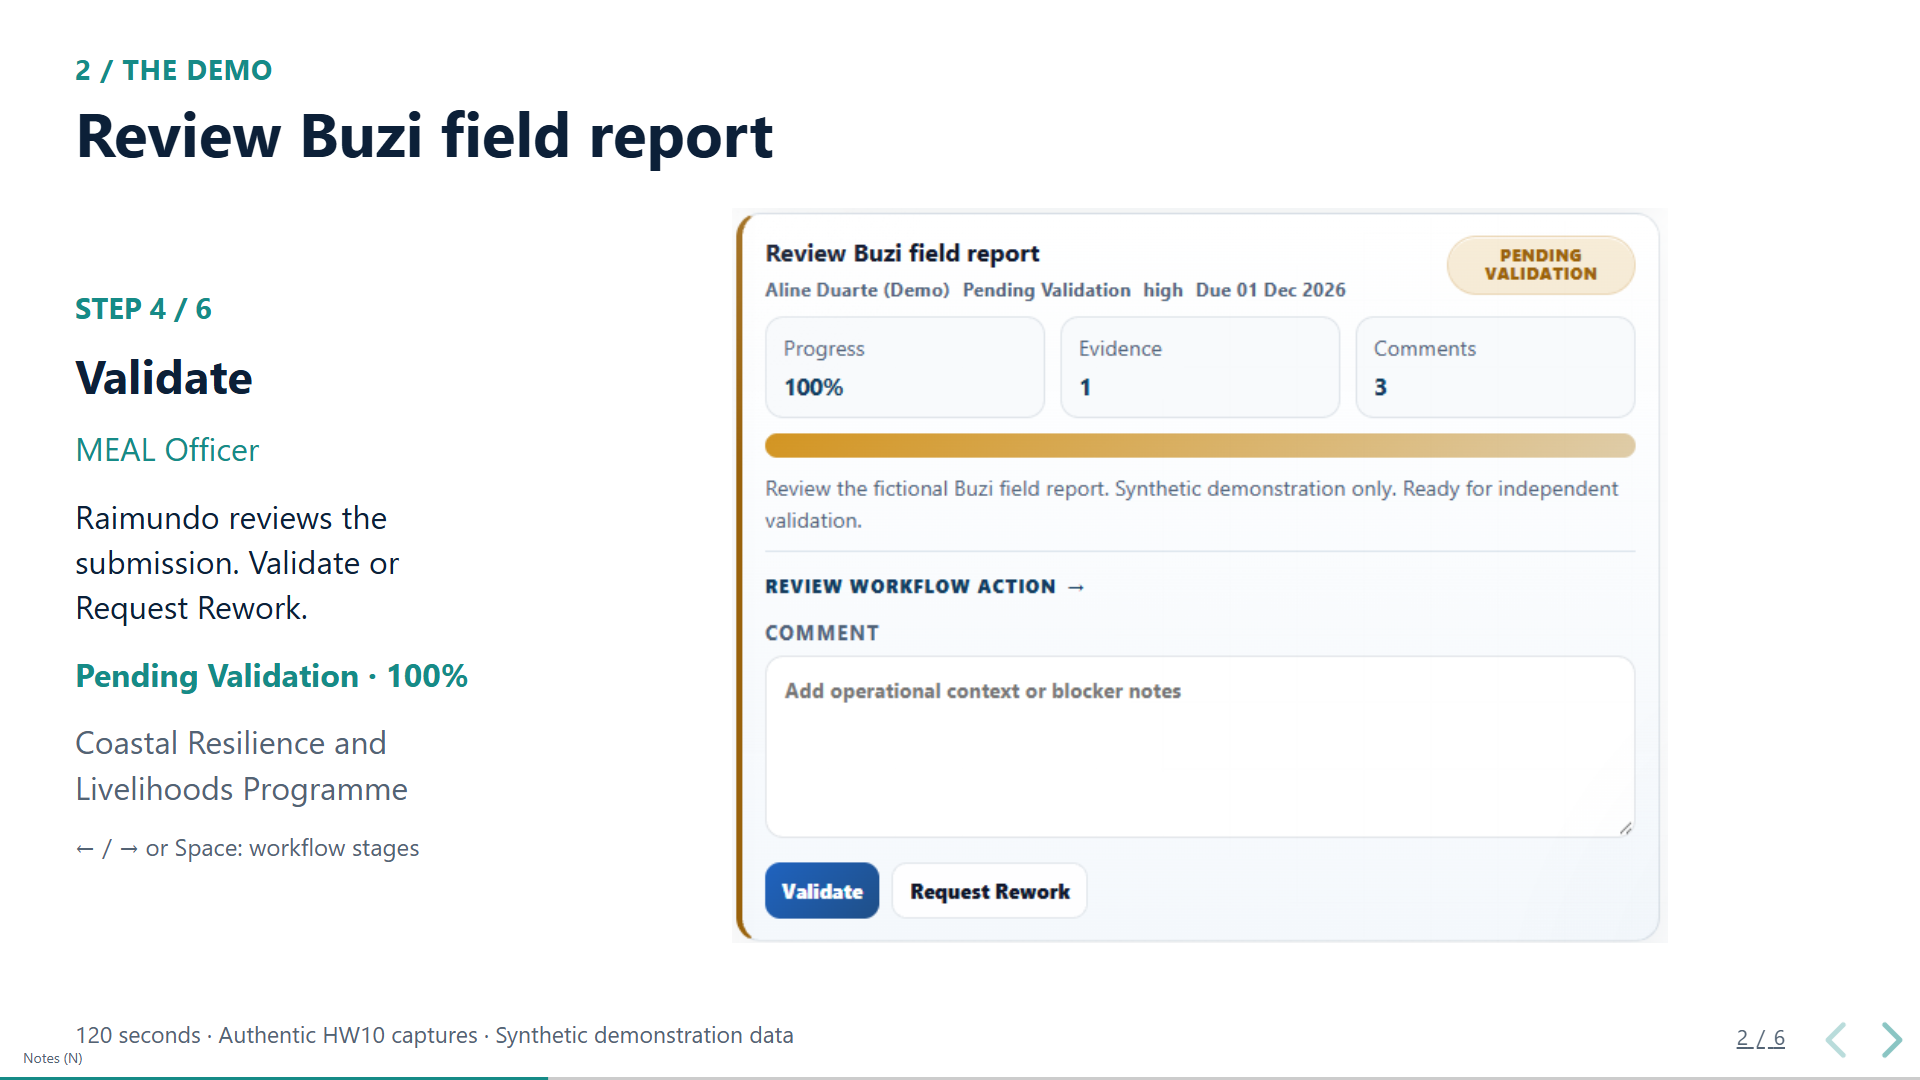 2 / THE DEMO
Review Buzi field report
STEP 4 / 6
Validate
MEAL Officer
Raimundo reviews the
submission. Validate or
Request Rework.
Pending Validation · 100%
Coastal Resilience and
Livelihoods Programme
← / → or Space: workflow stages
Review Buzi field report
PENDING
VALIDATION
Aline Duarte (Demo) Pending Validation high Due 01 Dec 2026
Progress
100%
Evidence
1
Comments
3
Review the fictional Buzi field report. Synthetic demonstration only. Ready for independent
validation.
REVIEW WORKFLOW ACTION →
COMMENT
Add operational context or blocker notes
Validate
Request Rework
120 seconds · Authentic HW10 captures · Synthetic demonstration data
Notes (N)
2 / 6